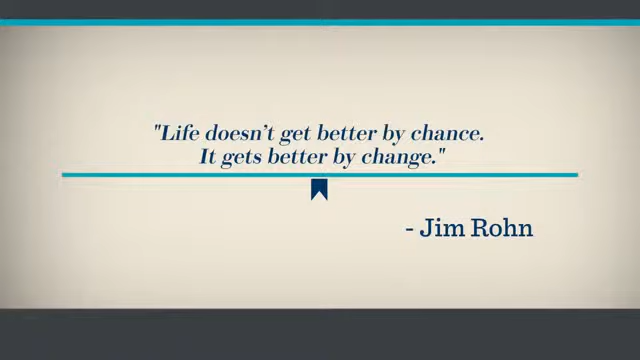 "Life doesn't get better by chance.
It gets better by change."
- Jim Rohn